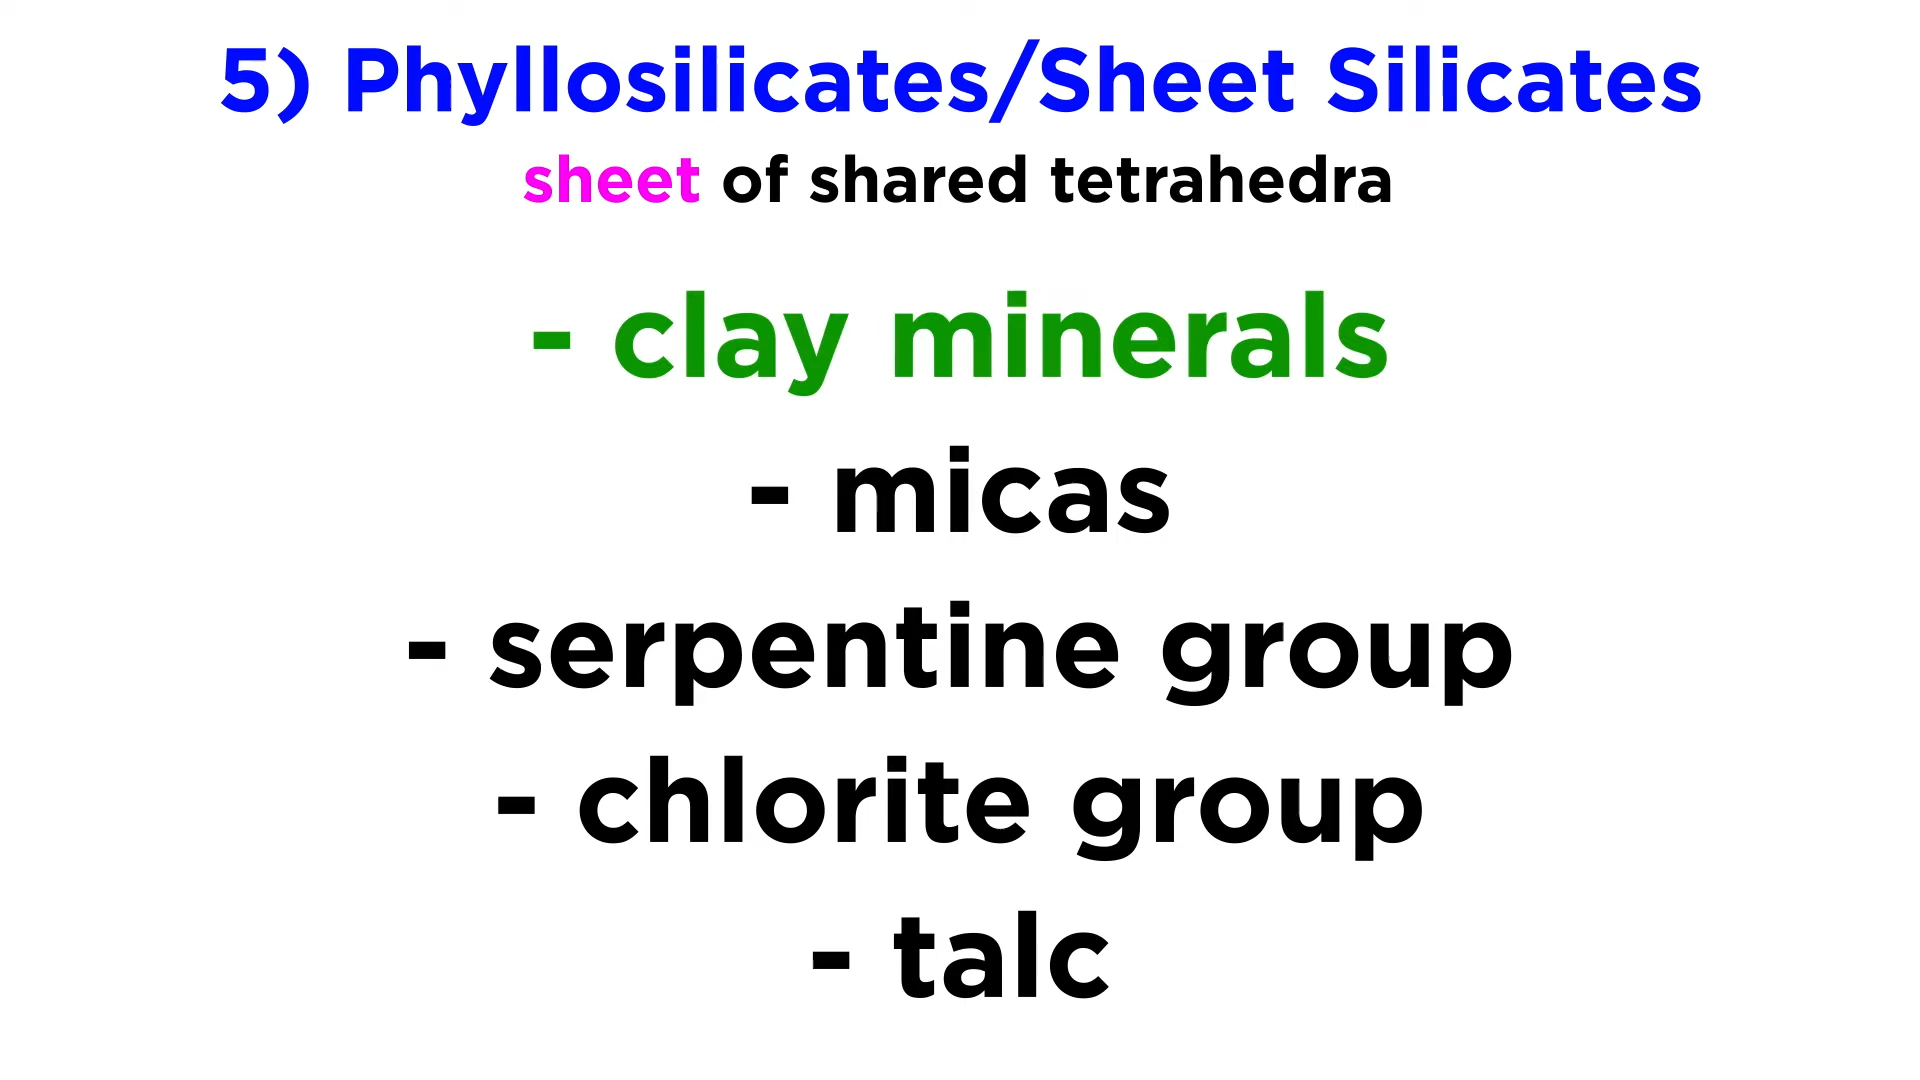 5) Phyllosilicates/Sheet Silicates
sheet of shared tetrahedra
- clay minerals
- micas
- serpentine group
- chlorite group
- talc